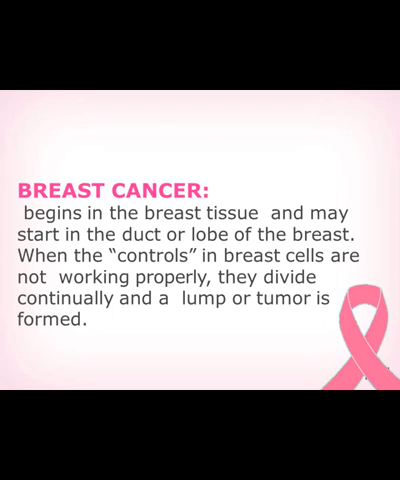 BREAST CANCER:
begins in the breast tissue and may
start in the duct or lobe of the breast.
When the “controls” in breast cells are
not working properly, they divide
continually and a lump or tumor is
formed.